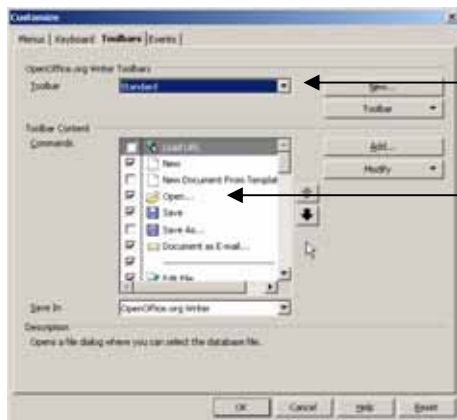 Customize
Menus | Keyboard | Toolbars | Events |
OpenOffice.org Writer Toolbars
Toolbar Standard New...
Toolbar
Toolbar Content
Commands Load URL Add...
New
New Document From Template Modify
Open...
Save
Save As...
Document as E-mail...
Edit File
Save In OpenOffice.org Writer
Description
Opens a file dialog where you can select the database file.
OK Cancel Help Reset